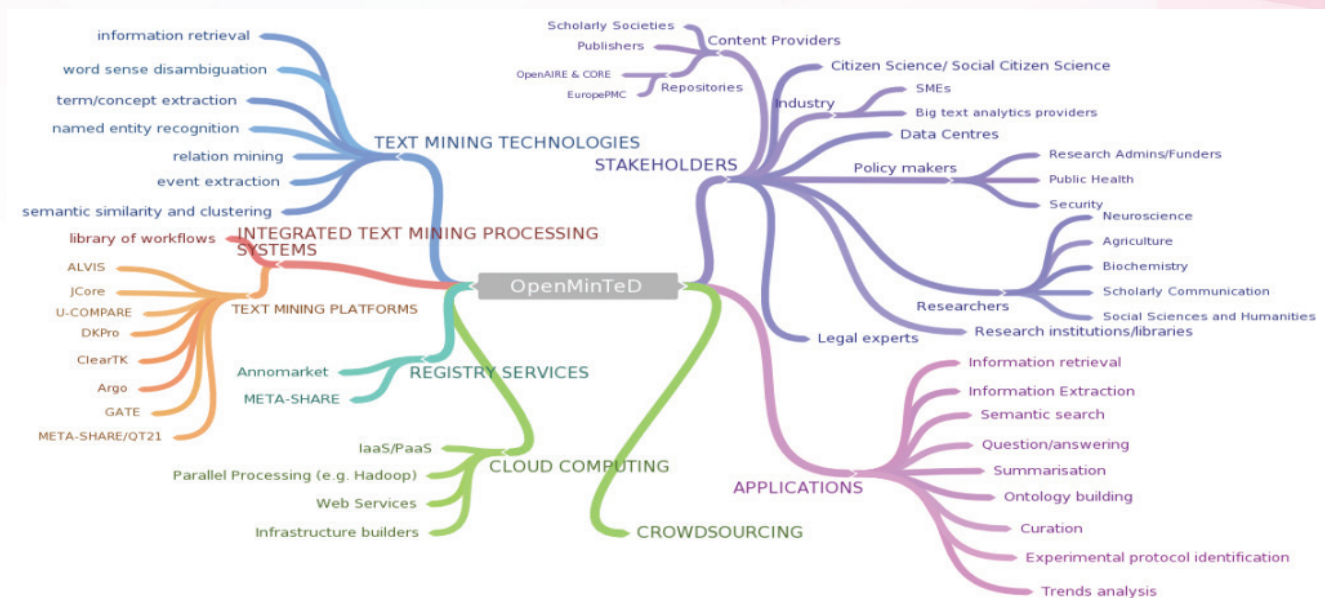 OpenMinTeD
TEXT MINING TECHNOLOGIES
information retrieval
word sense disambiguation
term/concept extraction
named entity recognition
relation mining
event extraction
semantic similarity and clustering
INTEGRATED TEXT MINING PROCESSING
SYSTEMS
library of workflows
TEXT MINING PLATFORMS
ALVIS
JCore
U-COMPARE
DKPro
ClearTK
Argo
GATE
META-SHARE/QT21
REGISTRY SERVICES
Annomarket
META-SHARE
CLOUD COMPUTING
IaaS/PaaS
Parallel Processing (e.g. Hadoop)
Web Services
Infrastructure builders
STAKEHOLDERS
Content Providers
Scholarly Societies
Publishers
Repositories
OpenAIRE & CORE
EuropePMC
Citizen Science/ Social Citizen Science
Industry
SMEs
Big text analytics providers
Data Centres
Policy makers
Research Admins/Funders
Public Health
Security
Researchers
Neuroscience
Agriculture
Biochemistry
Scholarly Communication
Social Sciences and Humanities
Research institutions/libraries
Legal experts
APPLICATIONS
Information retrieval
Information Extraction
Semantic search
Question/answering
Summarisation
Ontology building
Curation
Experimental protocol identification
Trends analysis
CROWDSOURCING